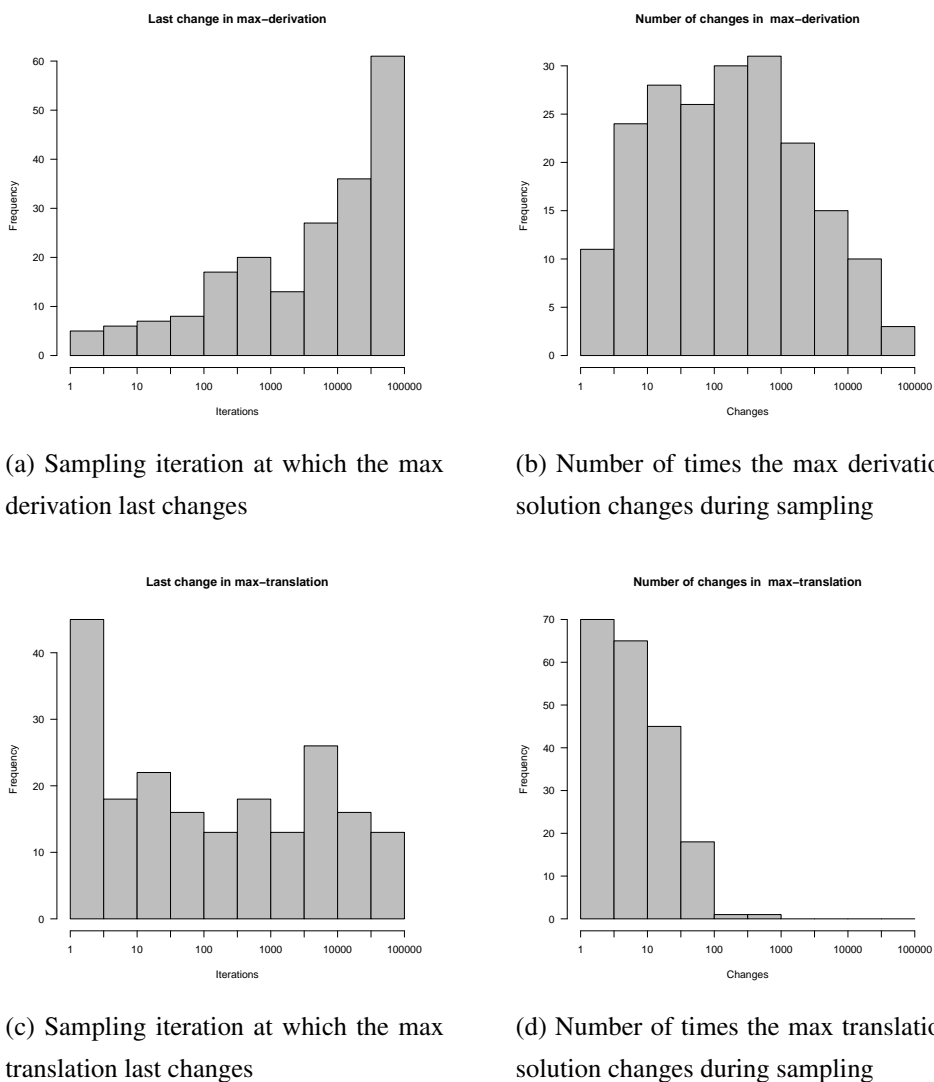 Last change in max−derivation
Frequency
60
50
40
30
20
10
0
1 10 100 1000 10000 100000
Iterations
(a) Sampling iteration at which the max
derivation last changes
Number of changes in max−derivation
Frequency
30
25
20
15
10
5
0
1 10 100 1000 10000 100000
Changes
(b) Number of times the max derivatio
solution changes during sampling
Last change in max−translation
Frequency
40
30
20
10
0
1 10 100 1000 10000 100000
Iterations
(c) Sampling iteration at which the max
translation last changes
Number of changes in max−translation
Frequency
70
60
50
40
30
20
10
0
1 10 100 1000 10000 100000
Changes
(d) Number of times the max translatio
solution changes during sampling